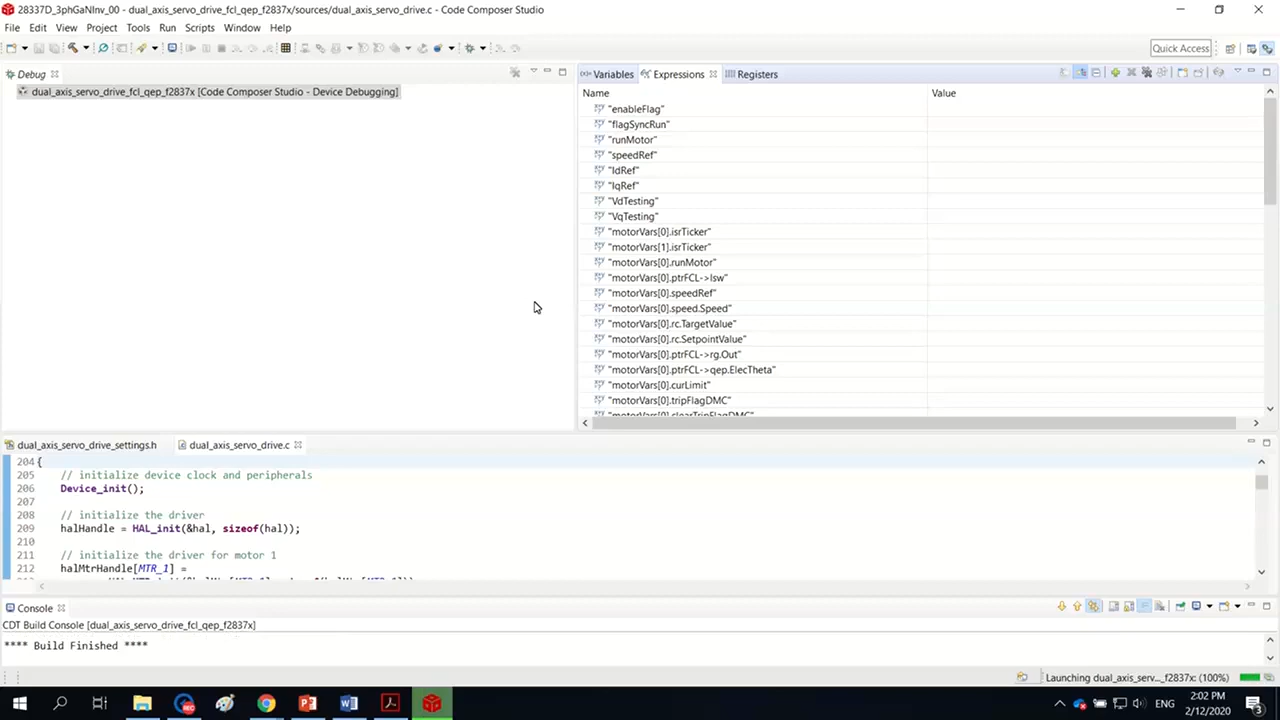 28337D_3phGaNInv_00 - dual_axis_servo_drive_fcl_qep_f2837x/sources/dual_axis_servo_drive.c - Code Composer Studio
File Edit View Project Tools Run Scripts Window Help
Quick Access
Debug
dual_axis_servo_drive_fcl_qep_f2837x [Code Composer Studio - Device Debugging]
Variables Expressions Registers
Name Value
"enableFlag"
"flagSyncRun"
"runMotor"
"speedRef"
"IdRef"
"IqRef"
"VdTesting"
"VqTesting"
"motorVars[0].isrTicker"
"motorVars[1].isrTicker"
"motorVars[0].runMotor"
"motorVars[0].ptrFCL->lsw"
"motorVars[0].speedRef"
"motorVars[0].speed.Speed"
"motorVars[0].rc.TargetValue"
"motorVars[0].rc.SetpointValue"
"motorVars[0].ptrFCL->rg.Out"
"motorVars[0].ptrFCL->qep.ElecTheta"
"motorVars[0].curLimit"
"motorVars[0].tripFlagDMC"
"motorVars[0].clearTripFlagDMC"
dual_axis_servo_drive_settings.h dual_axis_servo_drive.c
204 {
205 // initialize device clock and peripherals
206 Device_init();
207
208 // initialize the driver
209 halHandle = HAL_init(&hal, sizeof(hal));
210
211 // initialize the driver for motor 1
212 halMtrHandle[MTR_1] =
Console
CDT Build Console [dual_axis_servo_drive_fcl_qep_f2837x]
**** Build Finished ****
Launching dual_axis_serv..._f2837x: (100%)
REC
ENG
2:02 PM
2/12/2020
3